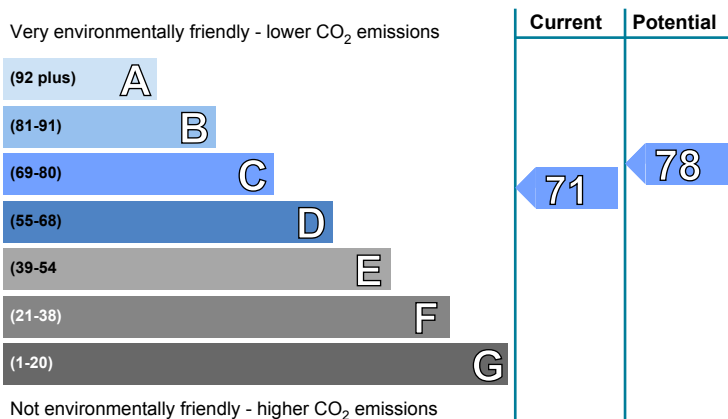 Current Potential
Very environmentally friendly - lower CO2 emissions
(92 plus) A
(81-91) B
(69-80) C
(55-68) D
(39-54 E
(21-38) F
(1-20) G
71
78
Not environmentally friendly - higher CO2 emissions